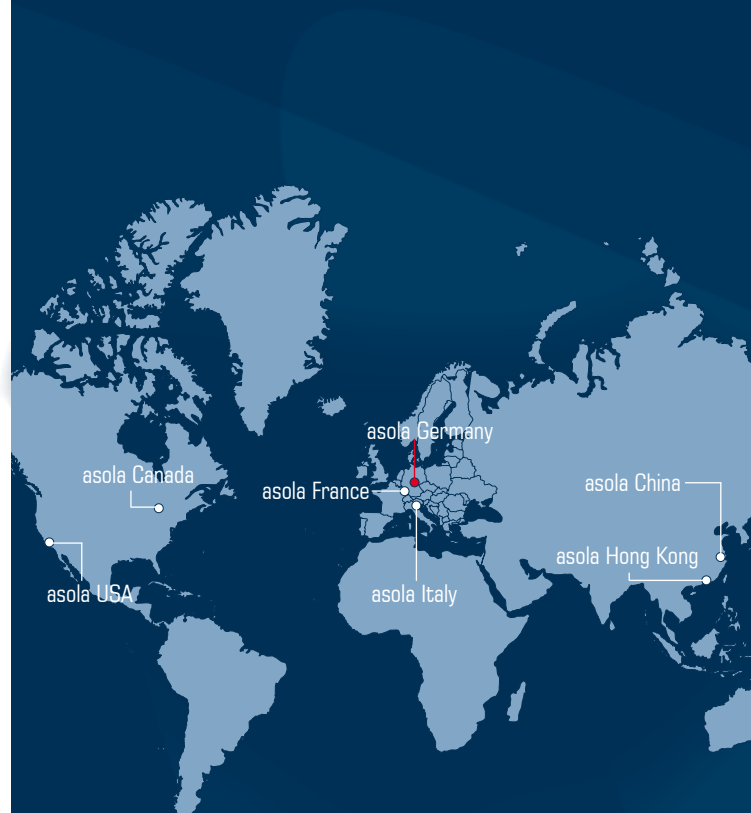 asola Germany
asola Canada
asola France
asola China
asola Hong Kong
asola USA
asola Italy